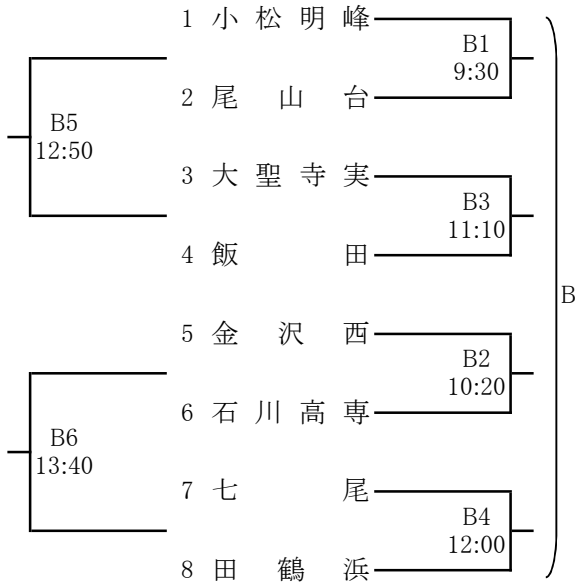 1 小松明峰
B1
9:30
2 尾山台
B5
12:50
3 大聖寺実
B3
11:10
4 飯田
B
5 金沢西
B2
10:20
6 石川高専
B6
13:40
7 七尾
B4
12:00
8 田鶴浜